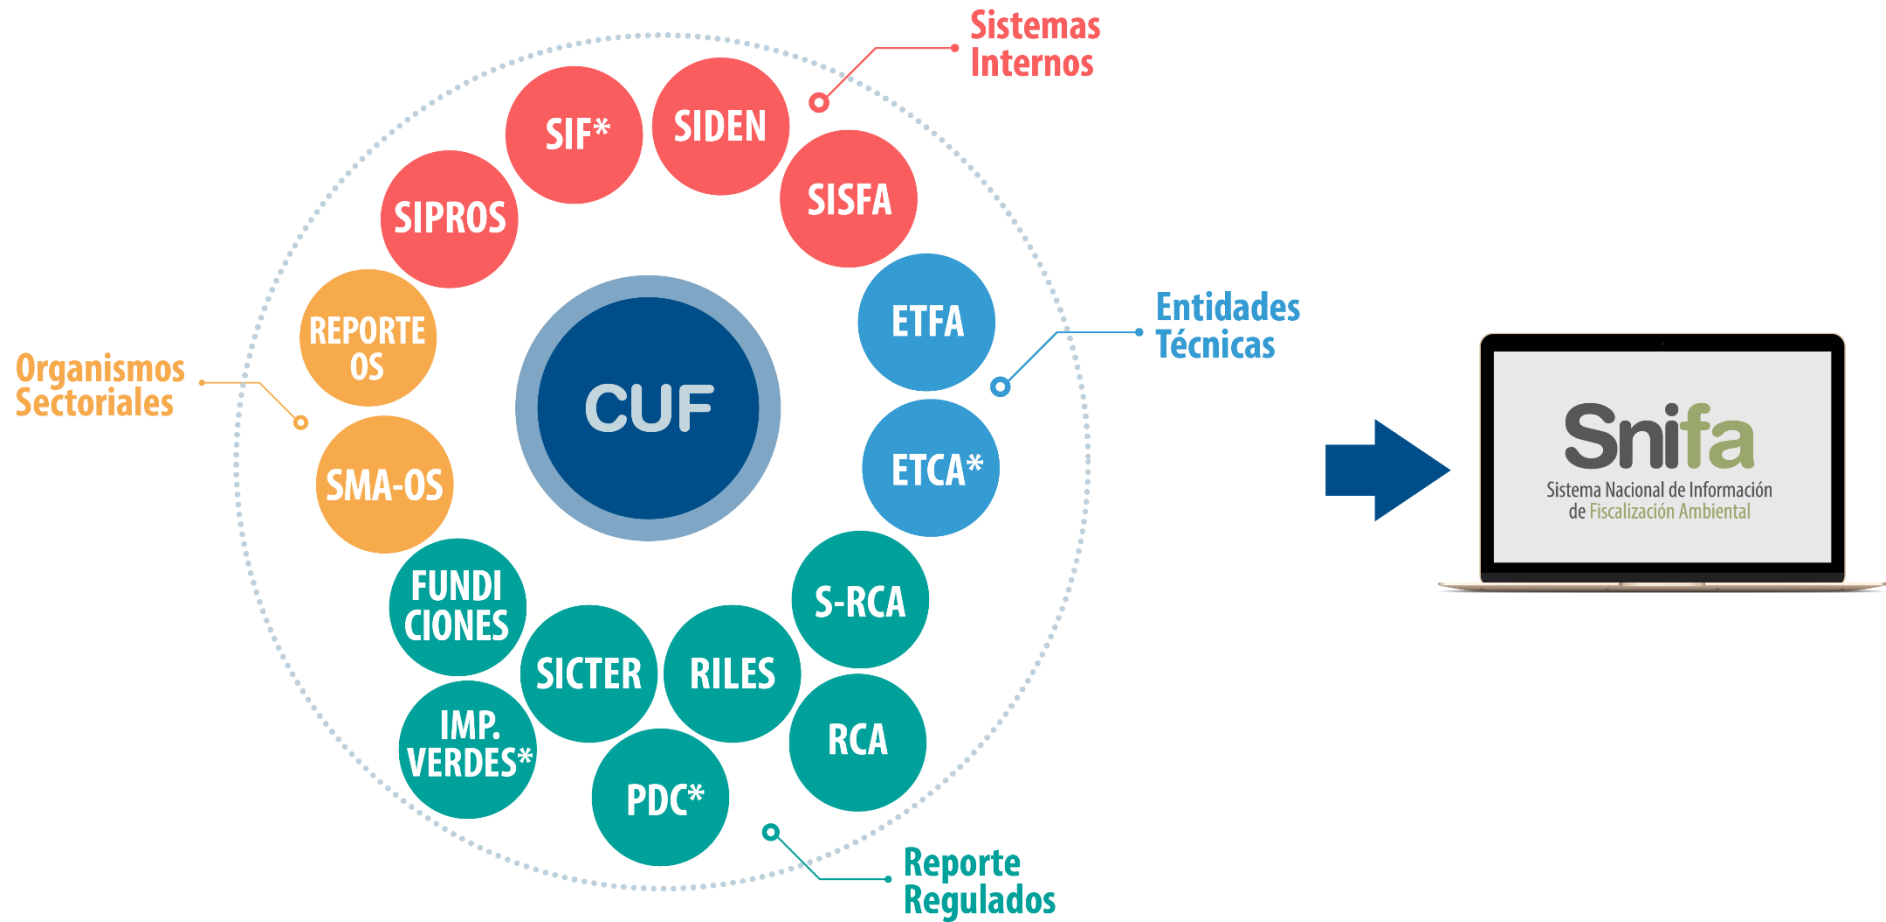 Sistemas
Internos
SIF*
SIDEN
SIPROS
SISFA
REPORTE
OS
ETFA
Entidades
Técnicas
Organismos
Sectoriales
CUF
SMA-OS
ETCA*
FUNDI
CIONES
S-RCA
SICTER
RILES
IMP.
VERDES*
RCA
PDC*
Reporte
Regulados
Snifa
Sistema Nacional de Información
de Fiscalización Ambiental